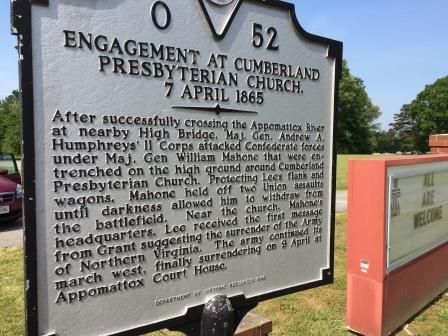 O 52
ENGAGEMENT AT CUMBERLAND
PRESBYTERIAN CHURCH.
7 APRIL 1865
After successfully crossing the Appomattox River
at nearby High Bridge, Maj. Gen. Andrew A.
Humphreys' II Corps attacked Confederate forces
under Maj. Gen William Mahone that were en-
trenched on the high ground around Cumberland
Presbyterian Church. Protecting Lee's flank and
wagons, Mahone held off two Union assaults
until darkness allowed him to withdraw from
the battlefield. Near the church, Mahone's
headquarters, Lee received the first message
from Grant suggesting the surrender of the Army
of Northern Virginia. The army continued its
march west, finally surrendering on 9 April at
Appomattox Court House.
DEPARTMENT OF HISTORIC RESOURCES
ALL
ARE
WELCOME